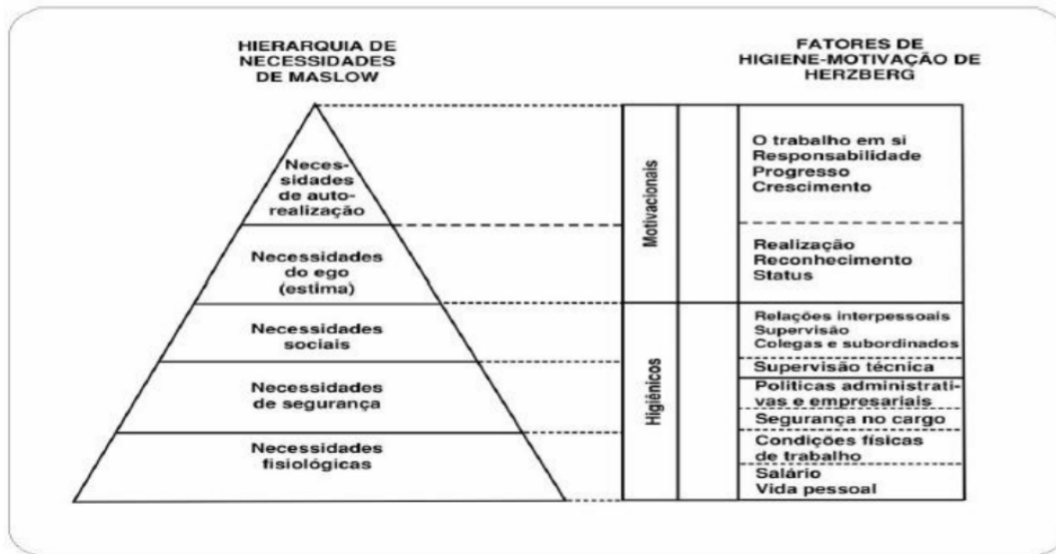 HIERARQUIA DE
NECESSIDADES
DE MASLOW
Neces-
sidades
de auto-
realização
Necessidades
do ego
(estima)
Necessidades
sociais
Necessidades
de segurança
Necessidades
fisiológicas
Motivacionais
Higiênicos
FATORES DE
HIGIENE-MOTIVAÇÃO DE
HERZBERG
O trabalho em si
Responsabilidade
Progresso
Crescimento
Realização
Reconhecimento
Status
Relações interpessoais
Supervisão
Colegas e subordinados
Supervisão técnica
Políticas administrati-
vas e empresariais
Segurança no cargo
Condições físicas
de trabalho
Salário
Vida pessoal